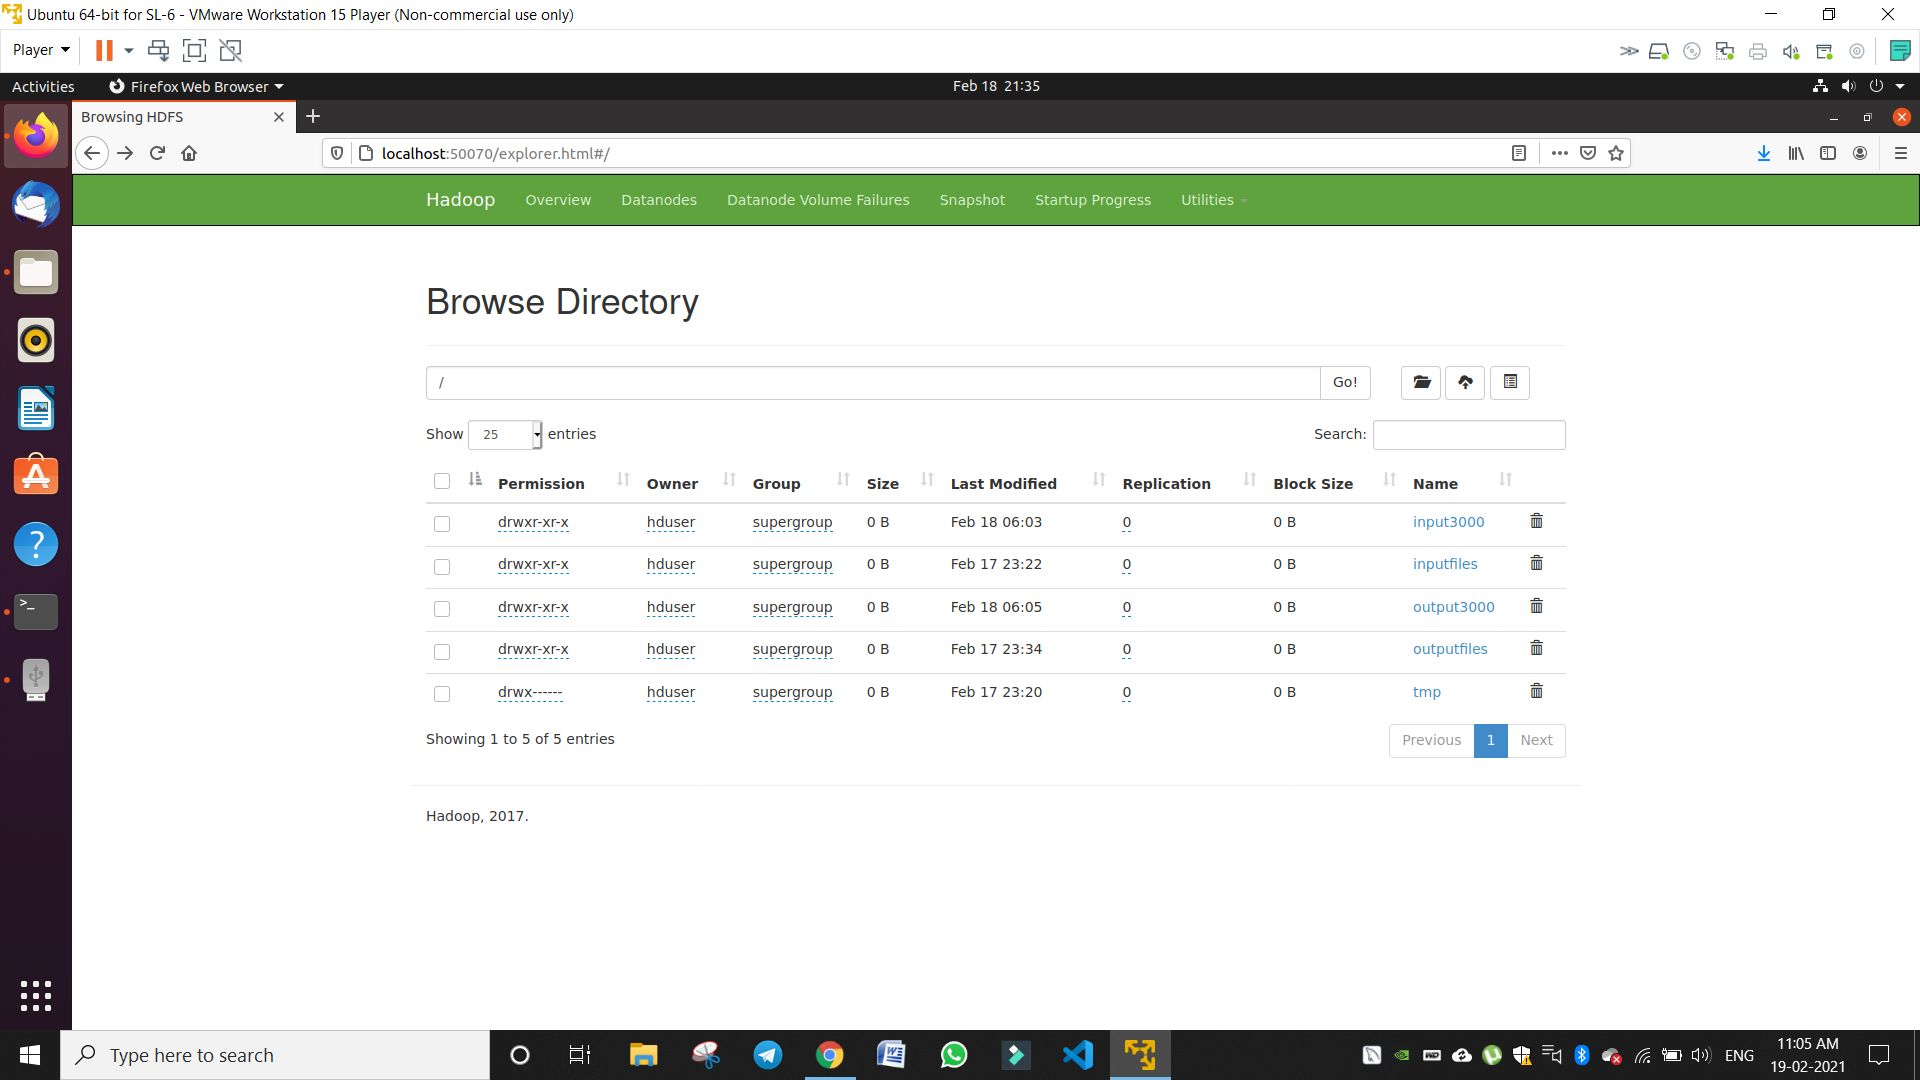 Ubuntu 64-bit for SL-6 - VMware Workstation 15 Player (Non-commercial use only)
Player
Activities Firefox Web Browser Feb 18 21:35
Browsing HDFS
localhost:50070/explorer.html#/
Hadoop Overview Datanodes Datanode Volume Failures Snapshot Startup Progress Utilities
Browse Directory
/ Go!
Show 25 entries Search:
Permission Owner Group Size Last Modified Replication Block Size Name
drwxr-xr-x hduser supergroup 0 B Feb 18 06:03 0 0 B input3000
drwxr-xr-x hduser supergroup 0 B Feb 17 23:22 0 0 B inputfiles
drwxr-xr-x hduser supergroup 0 B Feb 18 06:05 0 0 B output3000
drwxr-xr-x hduser supergroup 0 B Feb 17 23:34 0 0 B outputfiles
drwx------ hduser supergroup 0 B Feb 17 23:20 0 0 B tmp
Showing 1 to 5 of 5 entries Previous 1 Next
Hadoop, 2017.
Type here to search ENG 11:05 AM
19-02-2021